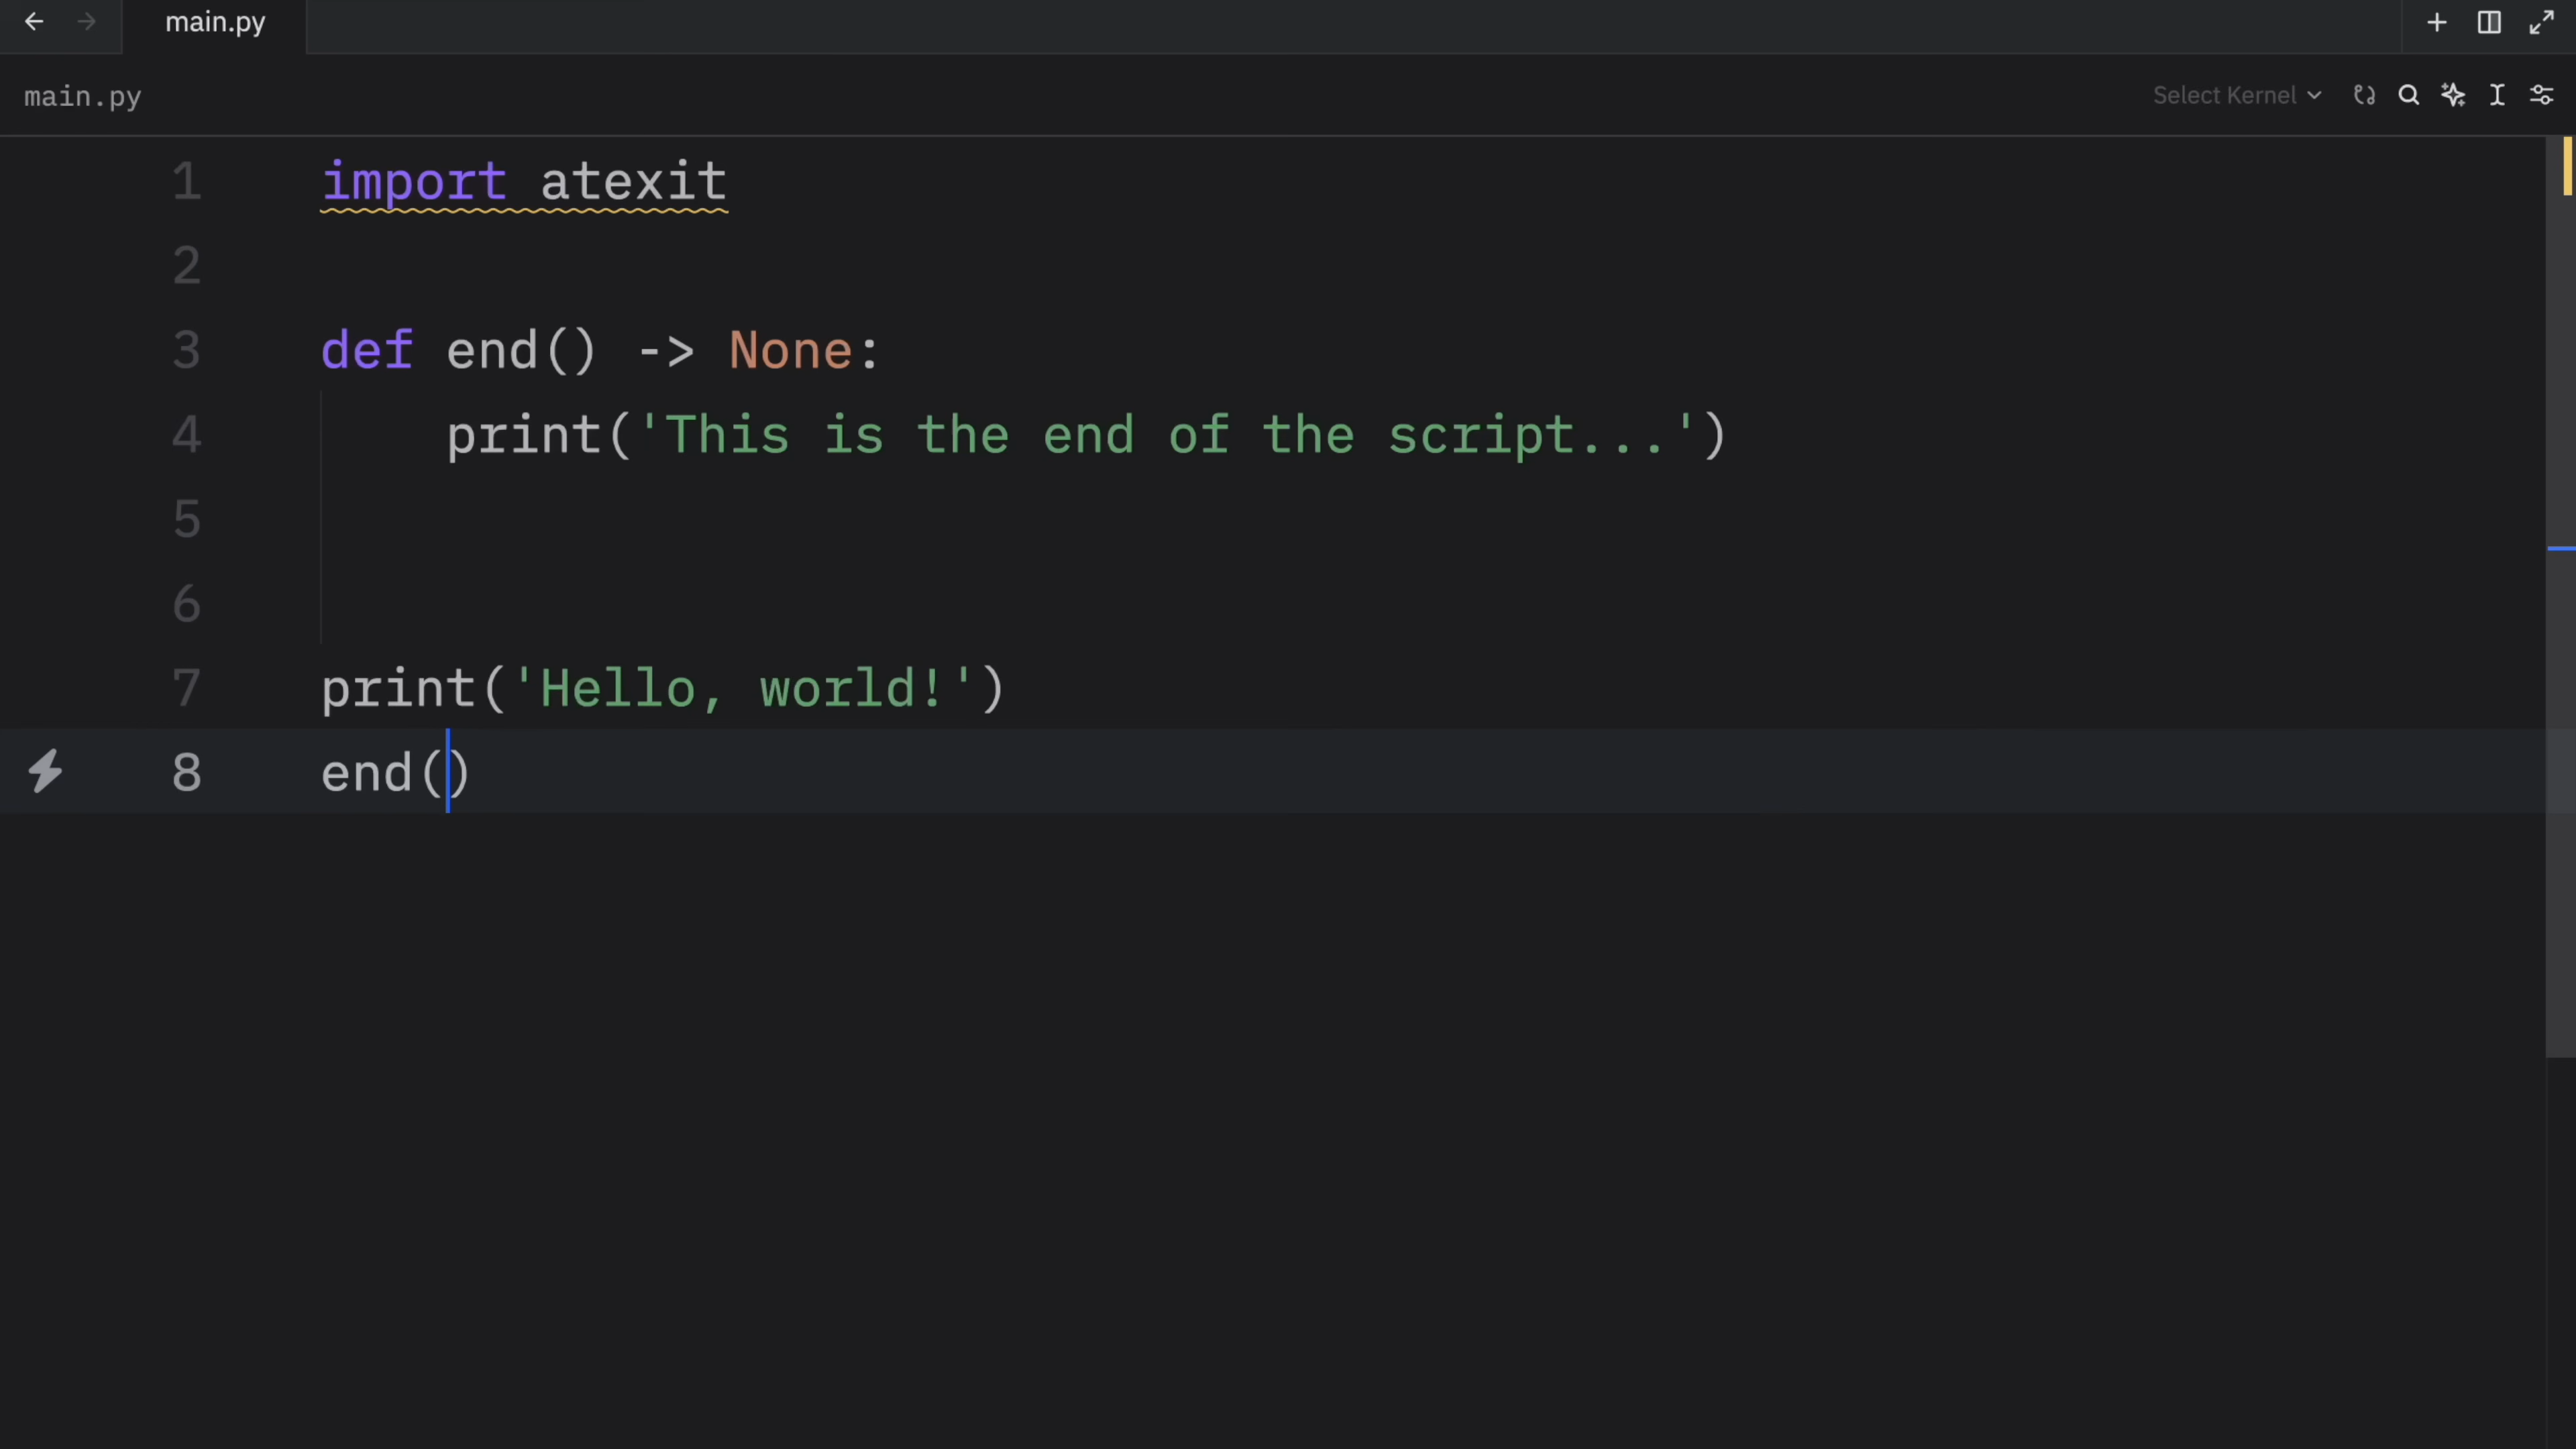 main.py
main.py
Select Kernel
1 import atexit
2
3 def end() -> None:
4     print('This is the end of the script...')
5
6
7 print('Hello, world!')
8 end()